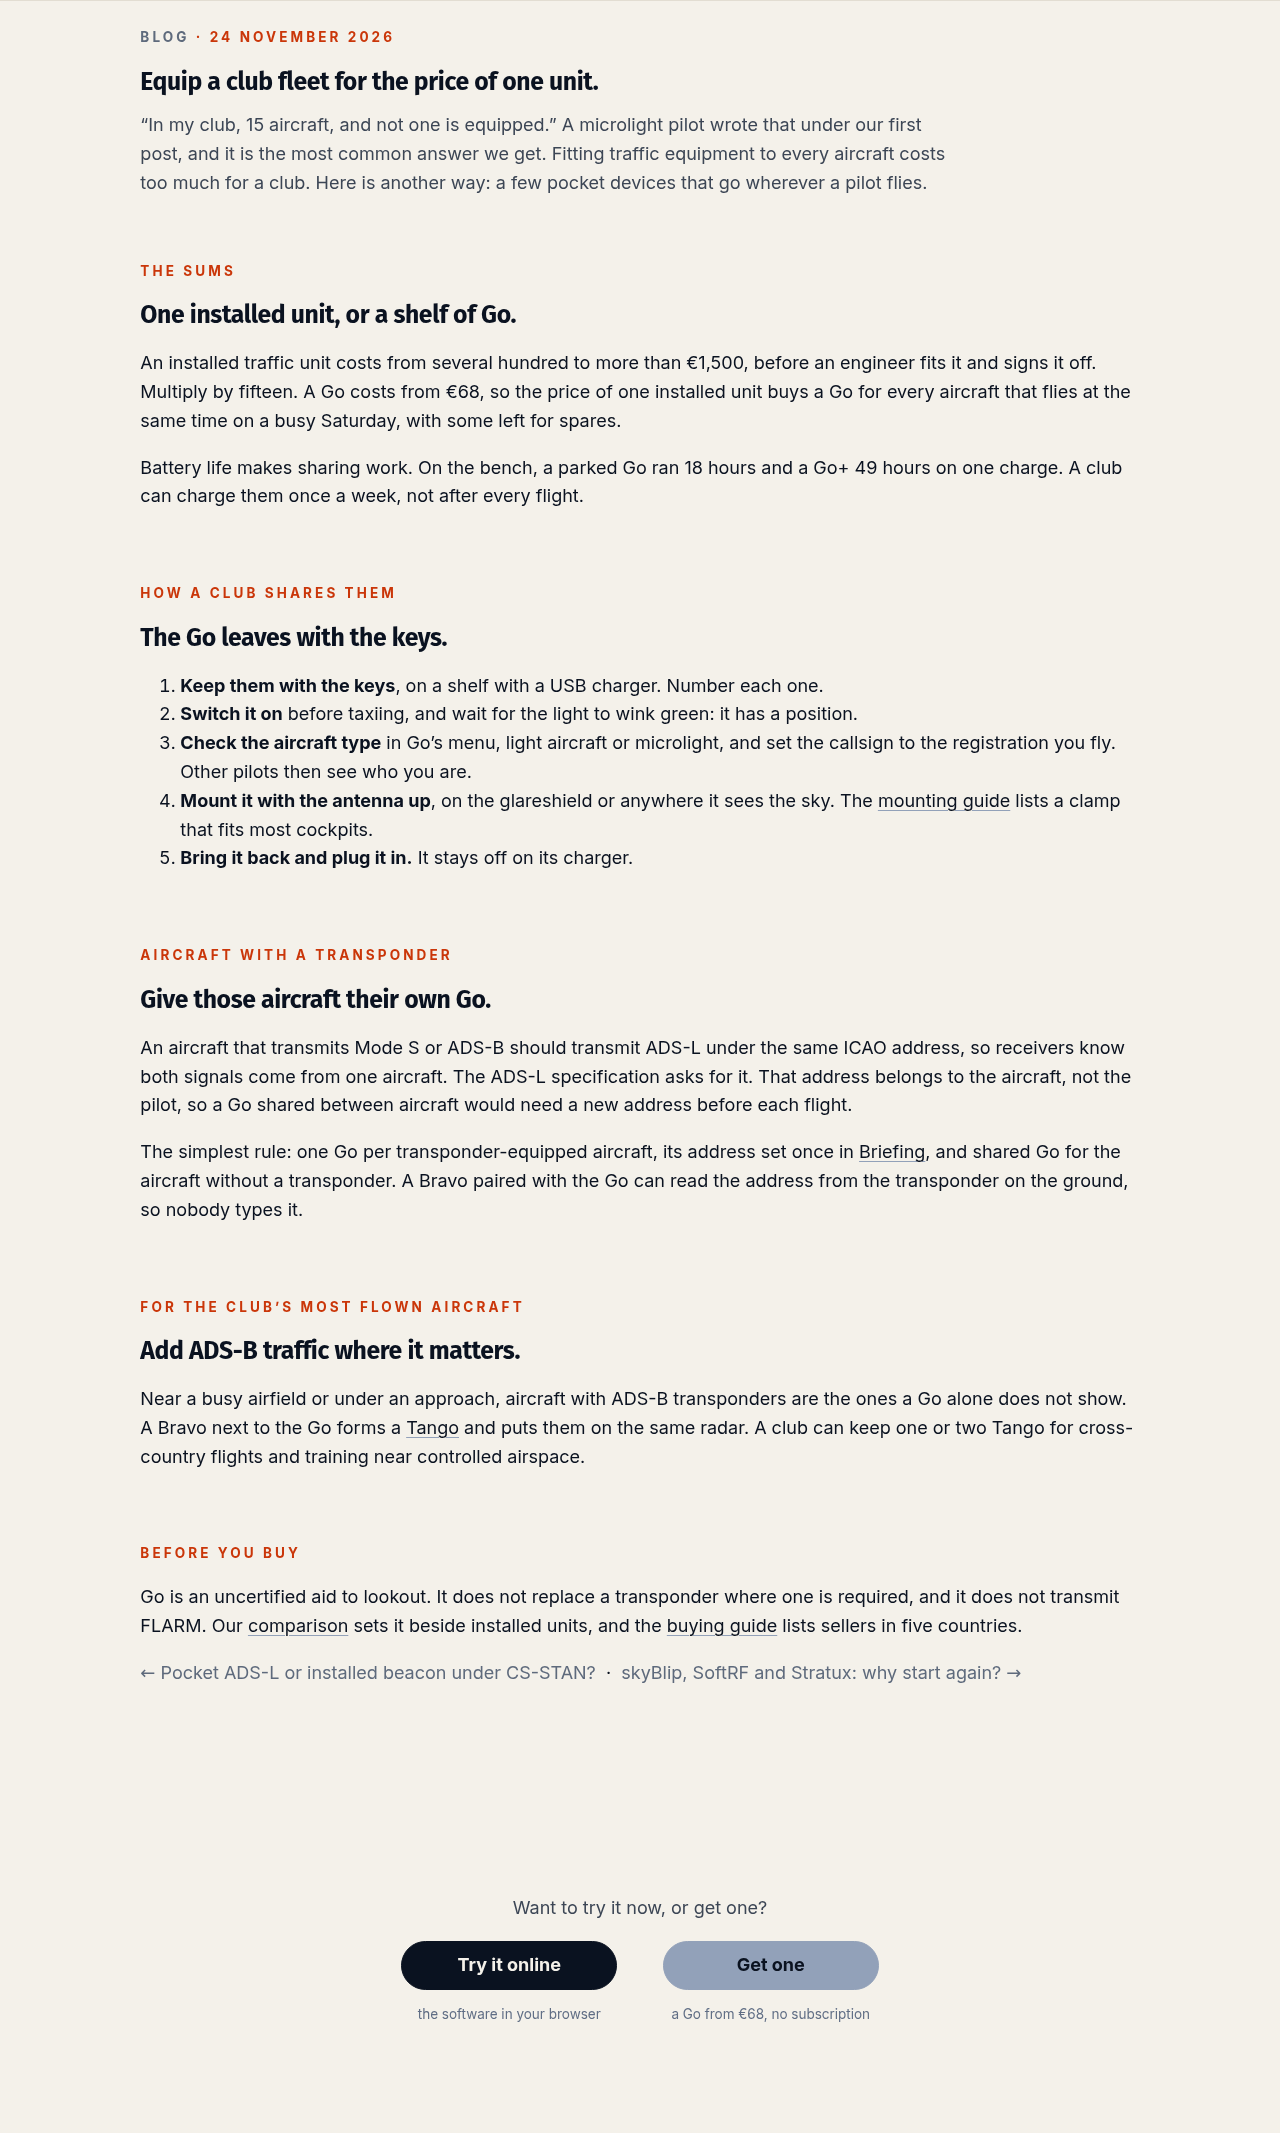 BLOG · 24 NOVEMBER 2026
Equip a club fleet for the price of one unit.
“In my club, 15 aircraft, and not one is equipped.” A microlight pilot wrote that under our first
post, and it is the most common answer we get. Fitting traffic equipment to every aircraft costs
too much for a club. Here is another way: a few pocket devices that go wherever a pilot flies.
THE SUMS
One installed unit, or a shelf of Go.
An installed traffic unit costs from several hundred to more than €1,500, before an engineer fits it and signs it off.
Multiply by fifteen. A Go costs from €68, so the price of one installed unit buys a Go for every aircraft that flies at the
same time on a busy Saturday, with some left for spares.
Battery life makes sharing work. On the bench, a parked Go ran 18 hours and a Go+ 49 hours on one charge. A club
can charge them once a week, not after every flight.
HOW A CLUB SHARES THEM
The Go leaves with the keys.
1. Keep them with the keys, on a shelf with a USB charger. Number each one.
2. Switch it on before taxiing, and wait for the light to wink green: it has a position.
3. Check the aircraft type in Go’s menu, light aircraft or microlight, and set the callsign to the registration you fly.
Other pilots then see who you are.
4. Mount it with the antenna up, on the glareshield or anywhere it sees the sky. The mounting guide lists a clamp
that fits most cockpits.
5. Bring it back and plug it in. It stays off on its charger.
AIRCRAFT WITH A TRANSPONDER
Give those aircraft their own Go.
An aircraft that transmits Mode S or ADS-B should transmit ADS-L under the same ICAO address, so receivers know
both signals come from one aircraft. The ADS-L specification asks for it. That address belongs to the aircraft, not the
pilot, so a Go shared between aircraft would need a new address before each flight.
The simplest rule: one Go per transponder-equipped aircraft, its address set once in Briefing, and shared Go for the
aircraft without a transponder. A Bravo paired with the Go can read the address from the transponder on the ground,
so nobody types it.
FOR THE CLUB’S MOST FLOWN AIRCRAFT
Add ADS-B traffic where it matters.
Near a busy airfield or under an approach, aircraft with ADS-B transponders are the ones a Go alone does not show.
A Bravo next to the Go forms a Tango and puts them on the same radar. A club can keep one or two Tango for cross-
country flights and training near controlled airspace.
BEFORE YOU BUY
Go is an uncertified aid to lookout. It does not replace a transponder where one is required, and it does not transmit
FLARM. Our comparison sets it beside installed units, and the buying guide lists sellers in five countries.
← Pocket ADS-L or installed beacon under CS-STAN? · skyBlip, SoftRF and Stratux: why start again? →
Want to try it now, or get one?
Try it online Get one
the software in your browser a Go from €68, no subscription